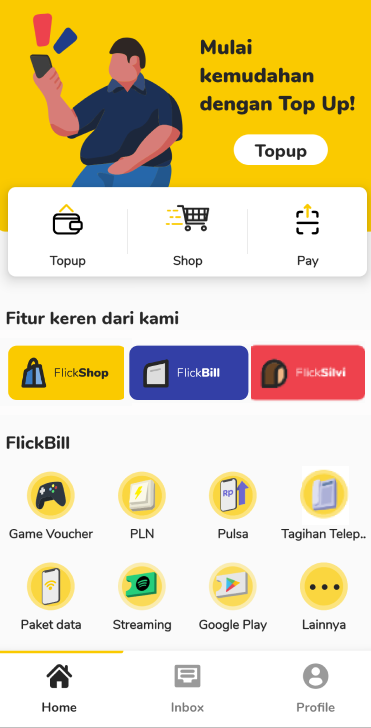 Mulai
kemudahan
dengan Top Up!
Topup
Topup
Shop
Pay
Fitur keren dari kami
FlickShop
FlickBill
FlickSilvi
FlickBill
Game Voucher
PLN
RP
Pulsa
Tagihan Telep..
Paket data
Streaming
Google Play
Lainnya
Home
Inbox
Profile